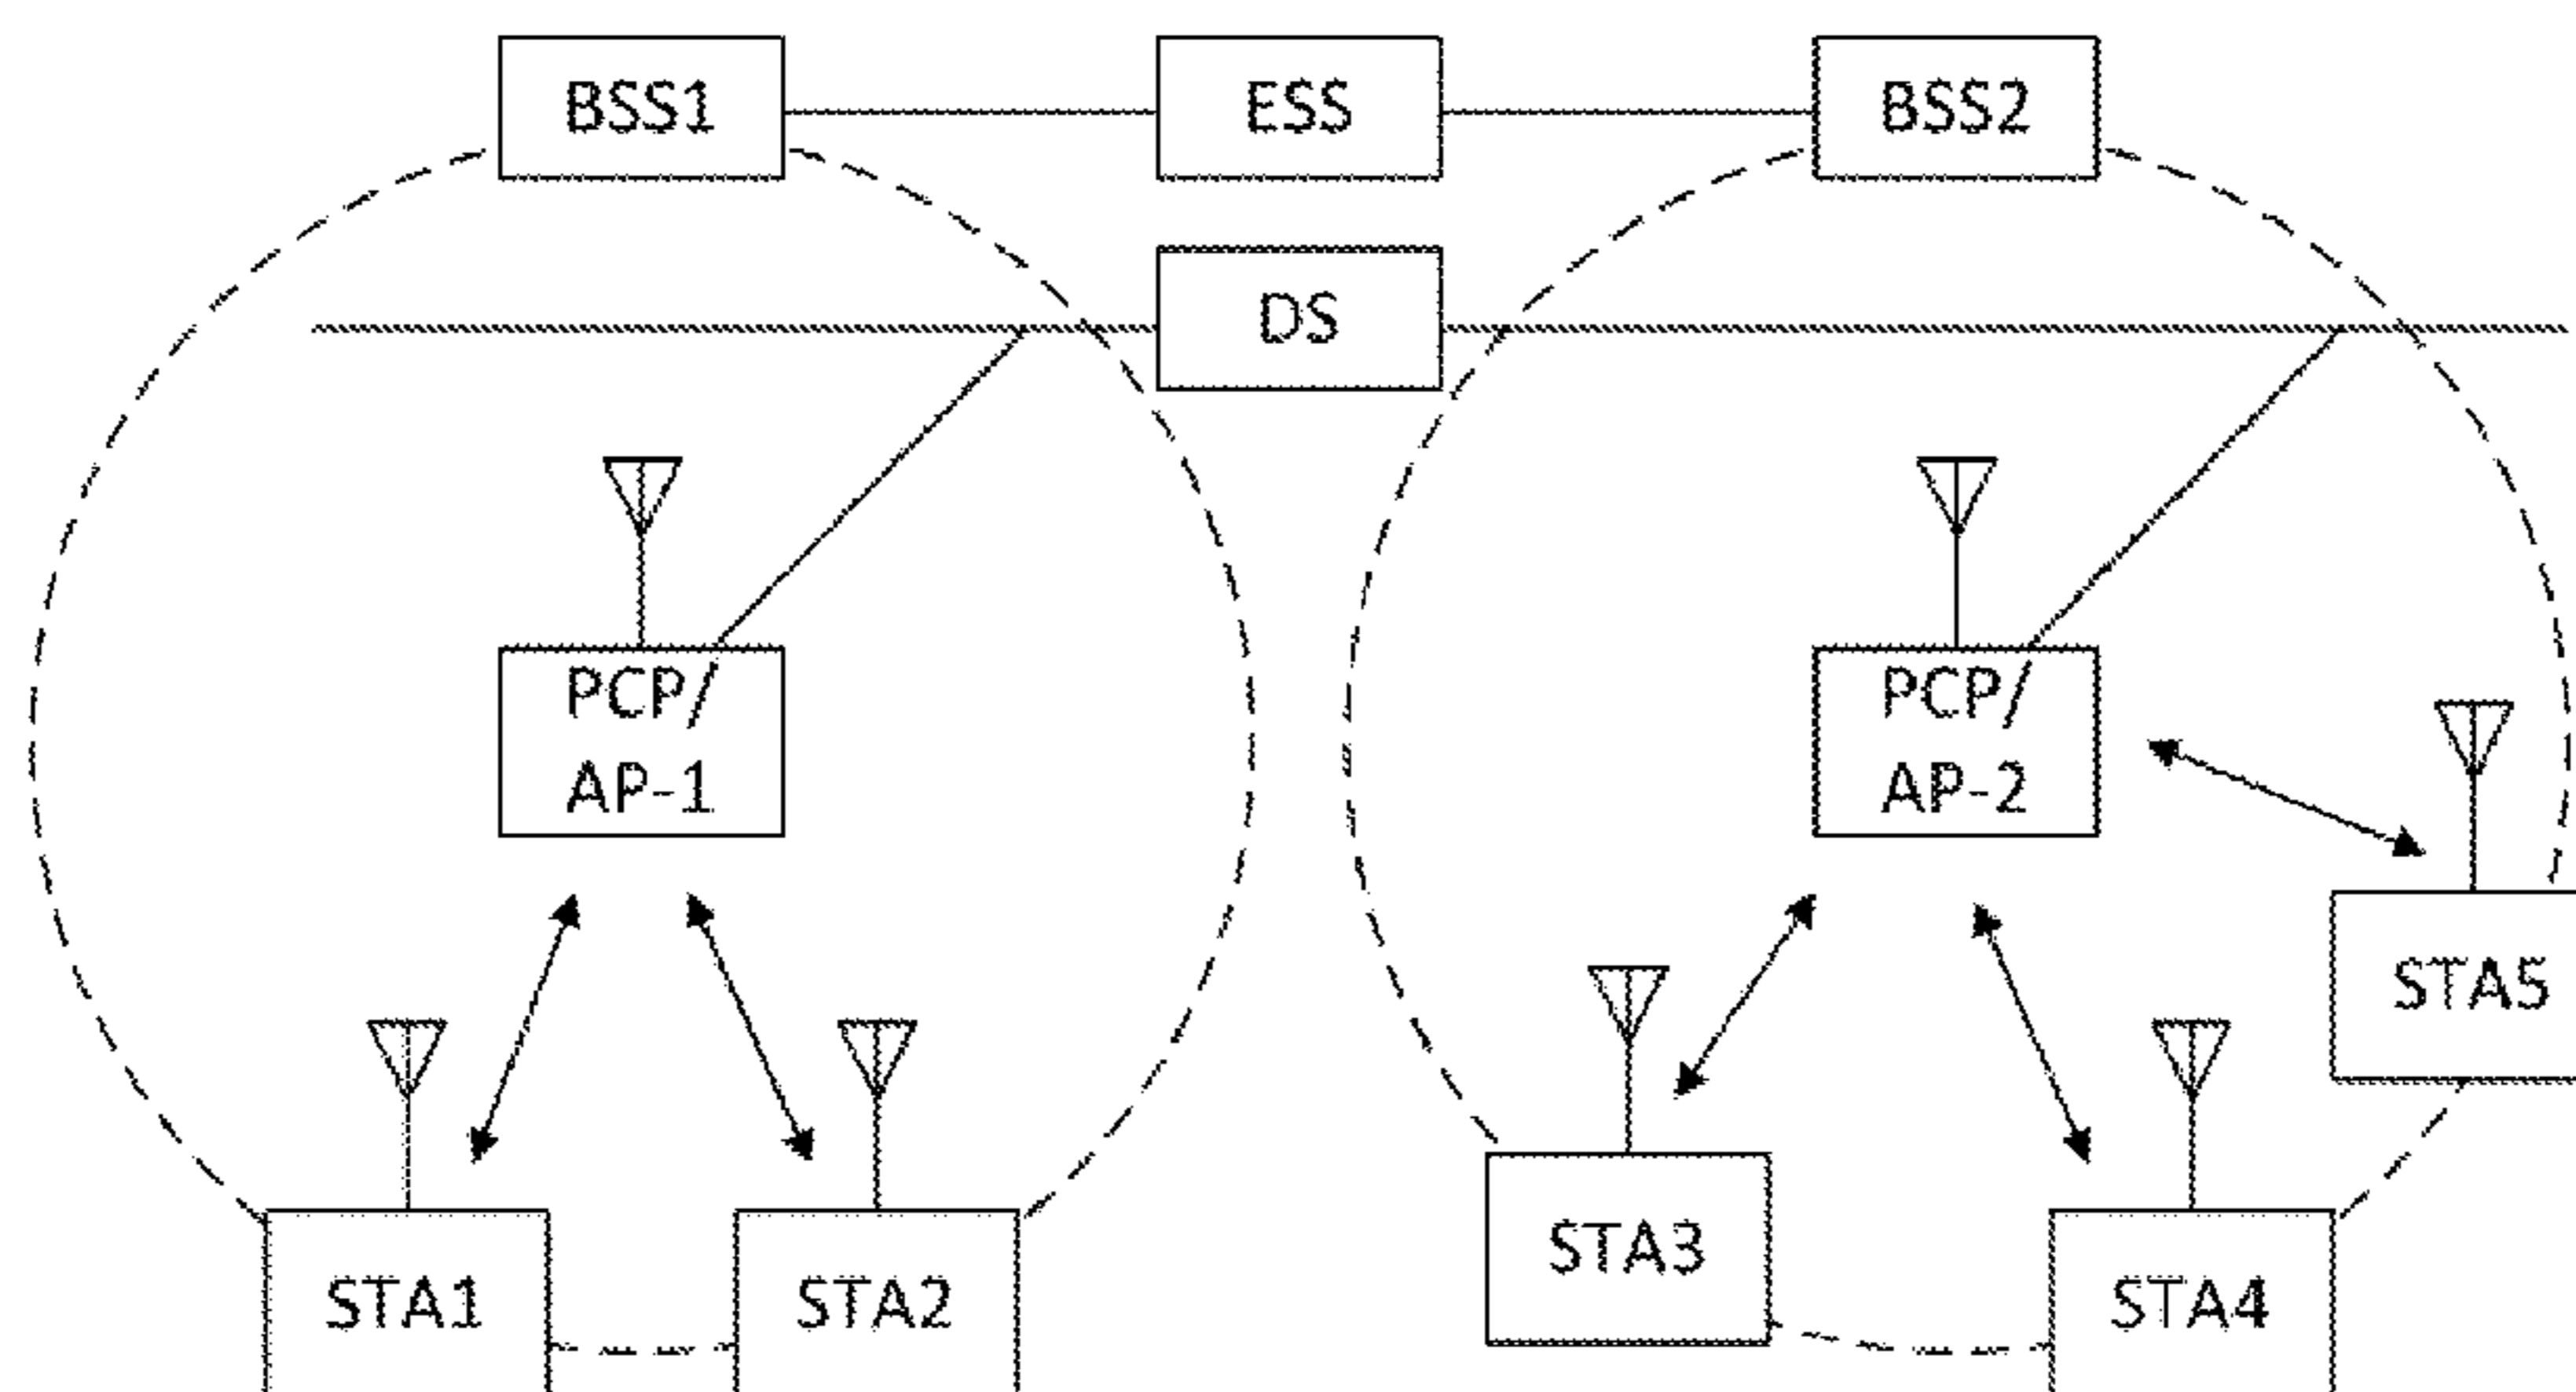 BSS1
ESS
BSS2
DS
PCP/
AP-1
PCP/
AP-2
STA5
STA3
STA1
STA2
STA4